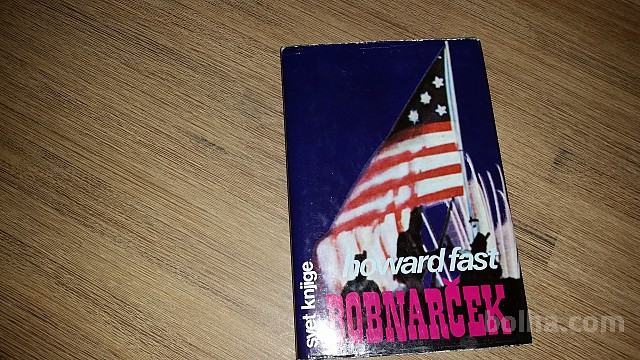 svet knjige
howard fast
BOBNARČEK
bolha.com